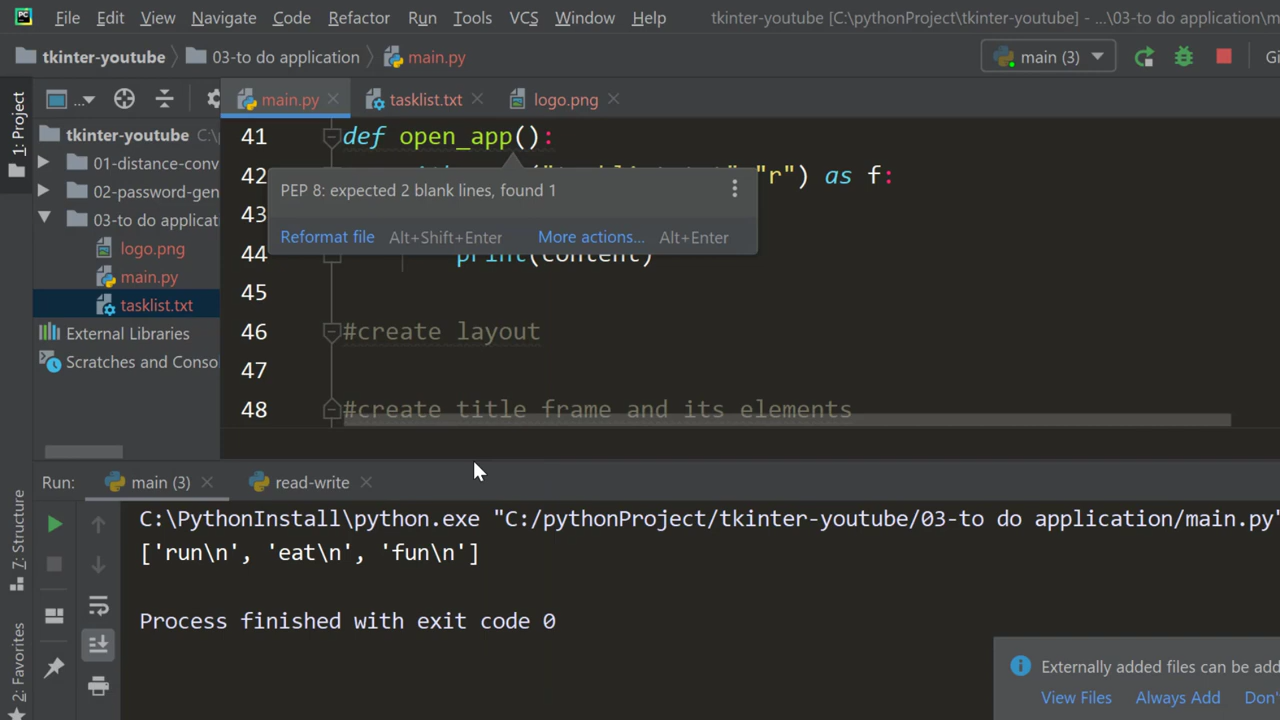 PC File Edit View Navigate Code Refactor Run Tools VCS Window Help tkinter-youtube [C:\pythonProject\tkinter-youtube] - ...\03-to do application\m
tkinter-youtube 03-to do application main.py main (3) Gi
1: Project ... main.py tasklist.txt logo.png
tkinter-youtube C:\
01-distance-conv
02-password-gen
03-to do applicat
logo.png
main.py
tasklist.txt
External Libraries
Scratches and Conso
41 def open_app():
42 "r") as f:
PEP 8: expected 2 blank lines, found 1
43
Reformat file Alt+Shift+Enter More actions... Alt+Enter
44 print(content)
45
46 #create layout
47
48 #create title frame and its elements
Run: main (3) read-write
7: Structure
2: Favorites
C:\PythonInstall\python.exe "C:/pythonProject/tkinter-youtube/03-to do application/main.py"
['run\n', 'eat\n', 'fun\n']
Process finished with exit code 0
Externally added files can be add
View Files Always Add Don'